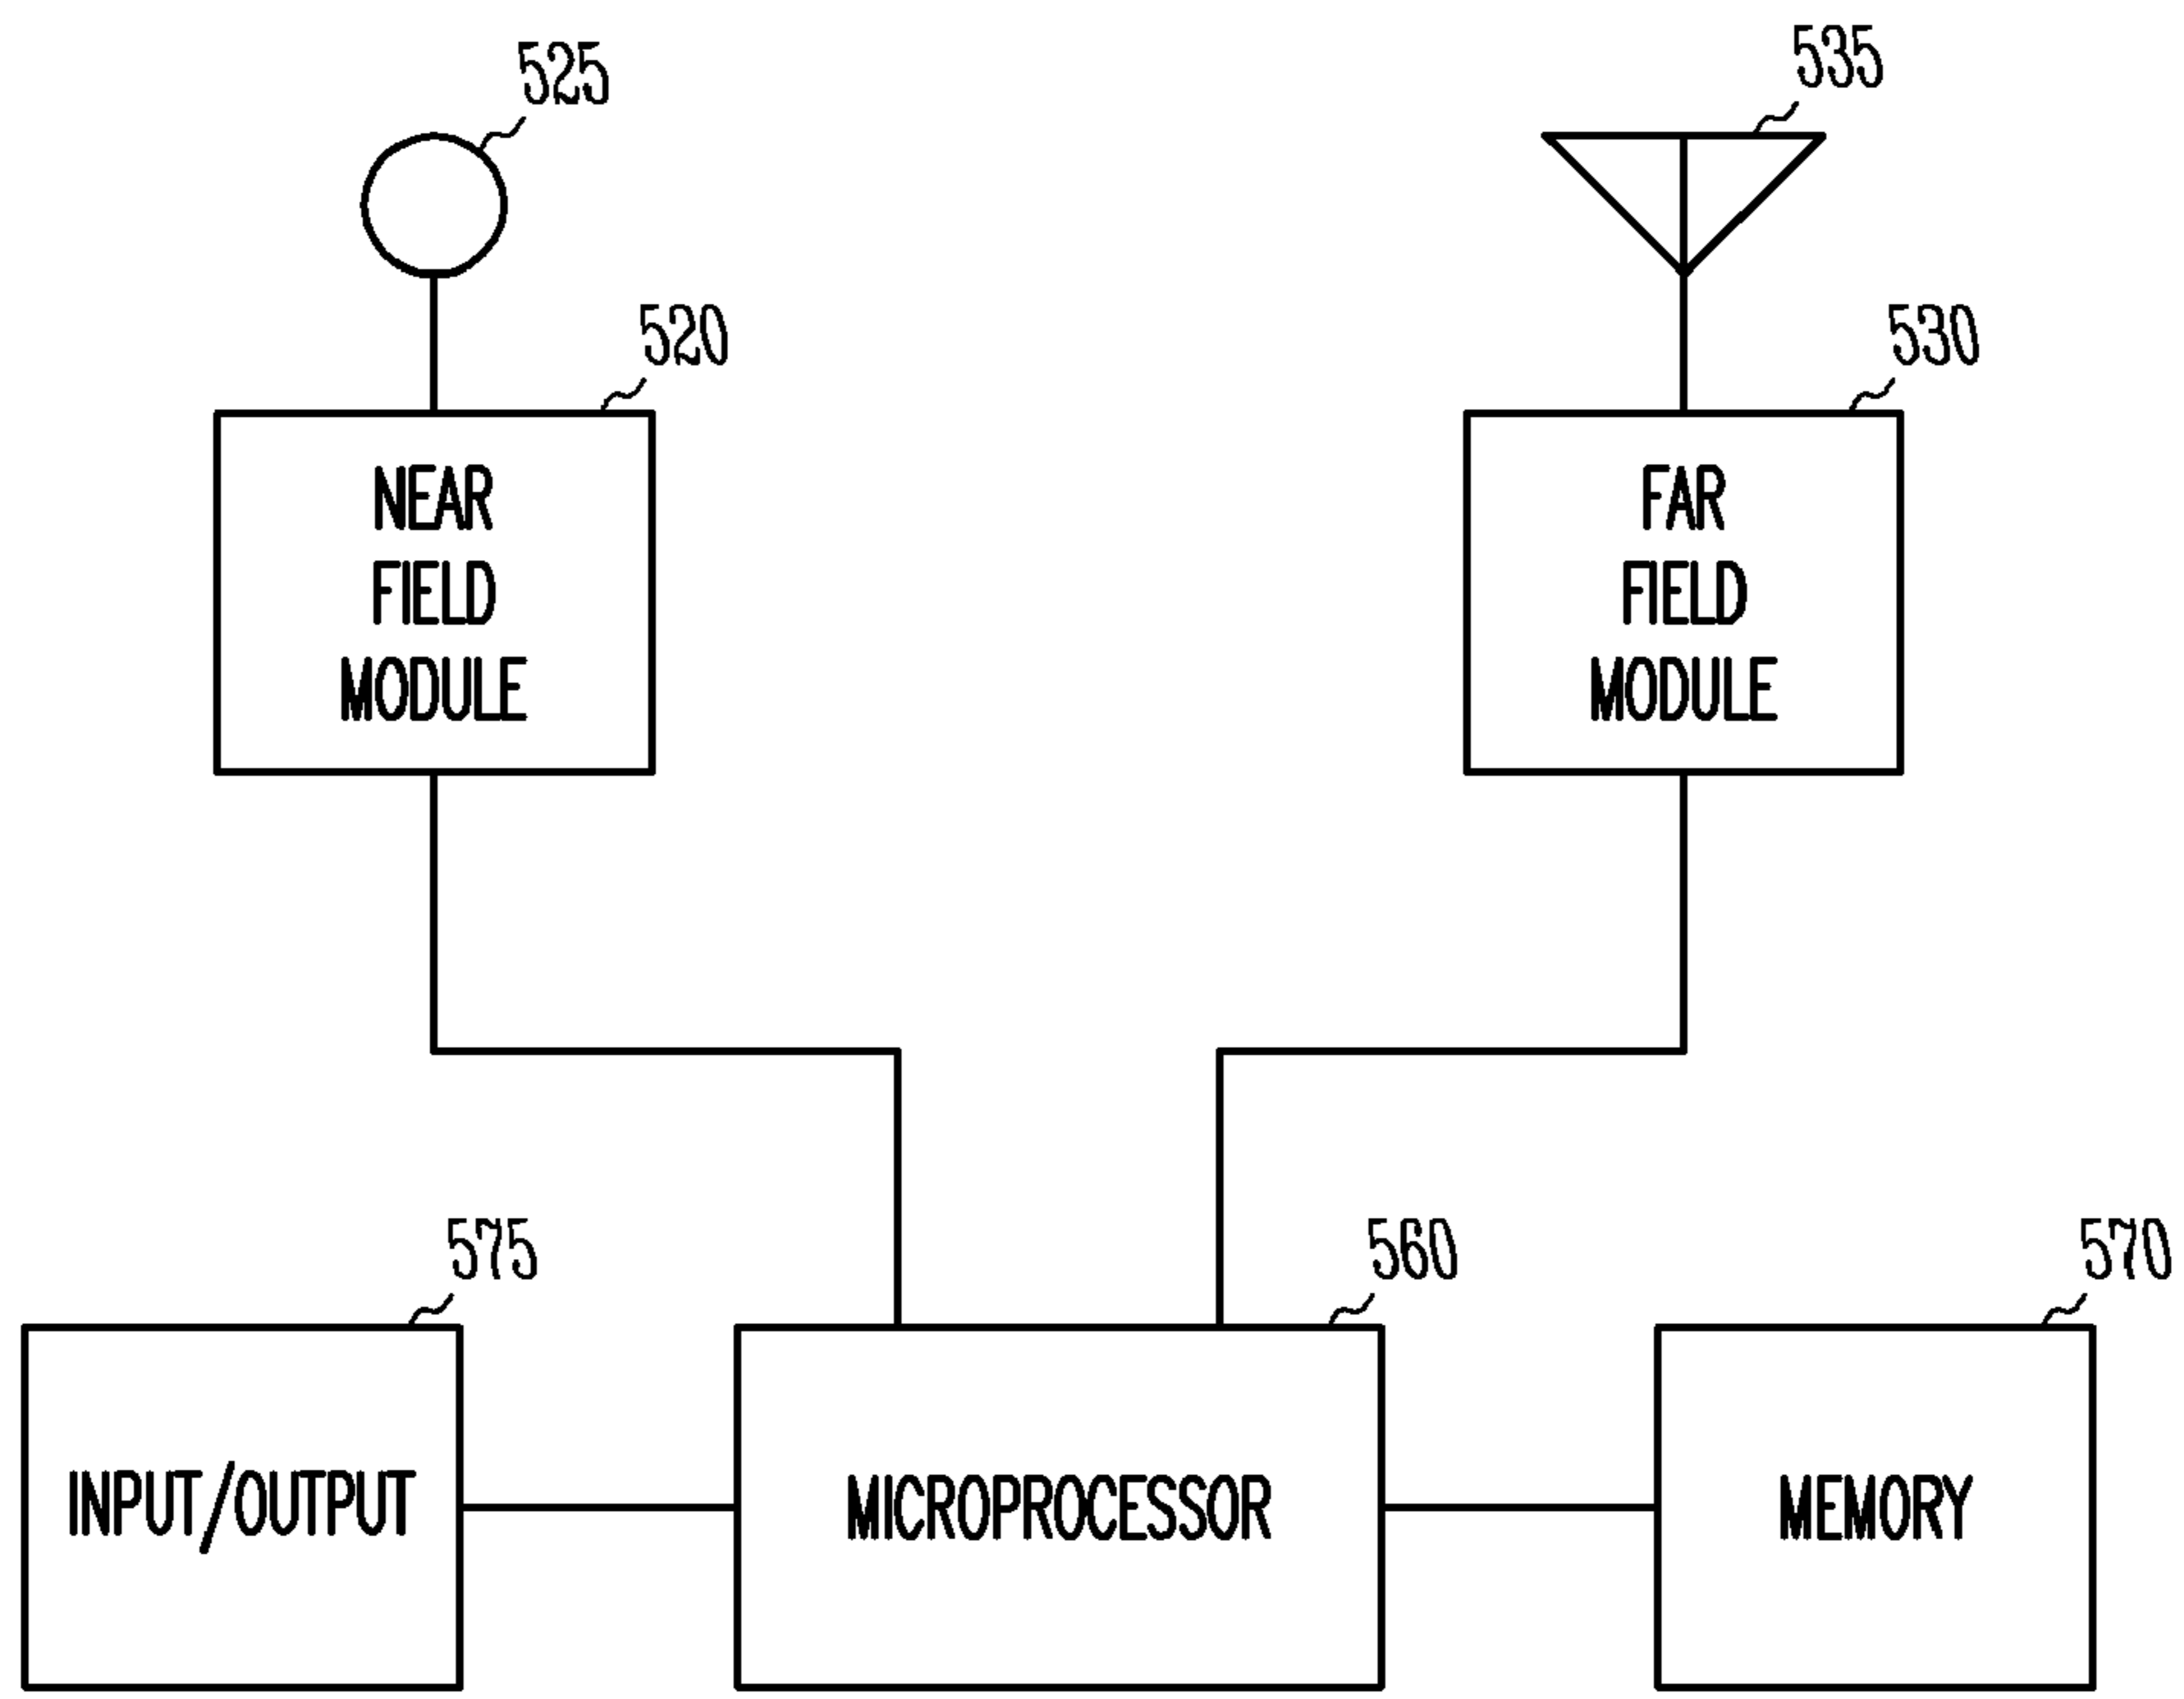 525
535
520
530
NEAR
FIELD
MODULE
FAR
FIELD
MODULE
575
560
570
INPUT/OUTPUT
MICROPROCESSOR
MEMORY